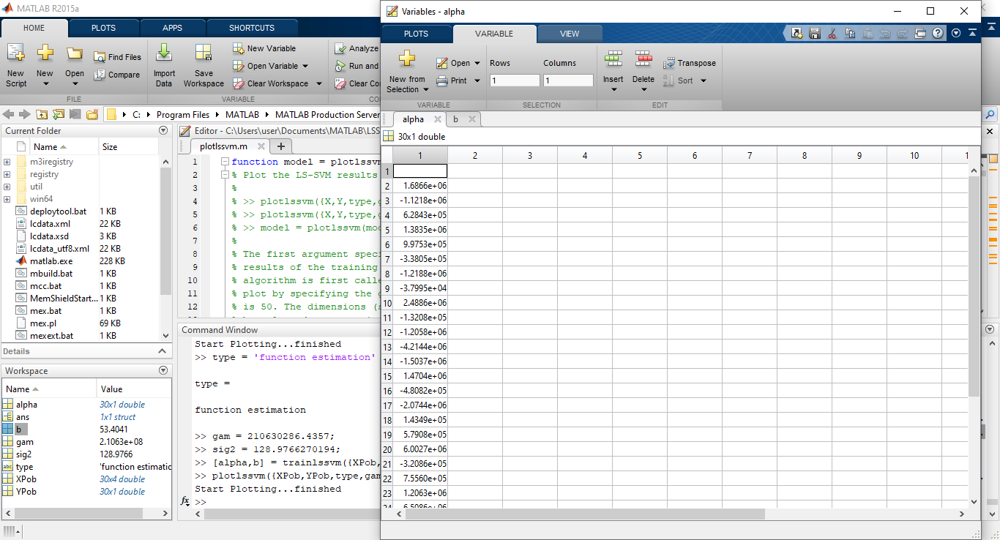 MATLAB R2015a
HOME PLOTS APPS SHORTCUTS
New Script
New
Open
Find Files
Compare
FILE
Import Data
Save Workspace
New Variable
Open Variable
Clear Workspace
VARIABLE
Analyze
Run and
Clear Co
CO
C: Program Files MATLAB MATLAB Production Server
Current Folder
Name Size
m3iregistry
registry
util
win64
deploytool.bat 1 KB
lcdata.xml 22 KB
lcdata.xsd 3 KB
lcdata_utf8.xml 22 KB
matlab.exe 228 KB
mbuild.bat 1 KB
mcc.bat 1 KB
MemShieldStart... 1 KB
mex.bat 1 KB
mex.pl 69 KB
mexext.bat 1 KB
Details
Workspace
Name Value
alpha 30x1 double
ans 1x1 struct
b 53.4041
gam 2.1063e+08
sig2 128.9766
type 'function estimatic
XPob 30x4 double
YPob 30x1 double
Editor - C:\Users\user\Documents\MATLAB\LSS
plotlssvm.m
1 function model = plotlssvm
2 % Plot the LS-SVM results
3 %
4 % >> plotlssvm({X,Y,type,g
5 % >> plotlssvm({X,Y,type,g
6 % >> model = plotlssvm(mod
7 %
8 % The first argument speci
9 % results of the training
10 % algorithm is first calle
11 % plot by specifying the g
12 % is 50. The dimensions (s
Command Window
Start Plotting...finished
>> type = 'function estimation'
type =
function estimation
>> gam = 210630286.4357;
>> sig2 = 128.9766270194;
>> [alpha,b] = trainlssvm({XPob,
>> plotlssvm({XPob,YPob,type,gam
Start Plotting...finished
fx >>
Variables - alpha
PLOTS VARIABLE VIEW
New from Selection
Open
Print
VARIABLE
Rows Columns
1 1
SELECTION
Insert
Delete
Transpose
Sort
EDIT
alpha b
30x1 double
1 2 3 4 5 6 7 8 9 10 1
1
2 1.6866e+06
3 -1.1218e+06
4 6.2843e+05
5 1.3835e+06
6 9.9753e+05
7 -3.3805e+05
8 -1.2188e+06
9 -3.7995e+04
10 2.4886e+06
11 -1.3208e+05
12 -1.2058e+06
13 -4.2144e+06
14 -1.5037e+06
15 1.4704e+06
16 -4.8082e+05
17 -2.0744e+06
18 1.4349e+05
19 5.7908e+05
20 6.0027e+06
21 -3.2086e+05
22 7.5560e+05
23 1.2063e+06
24 6.5086e+06